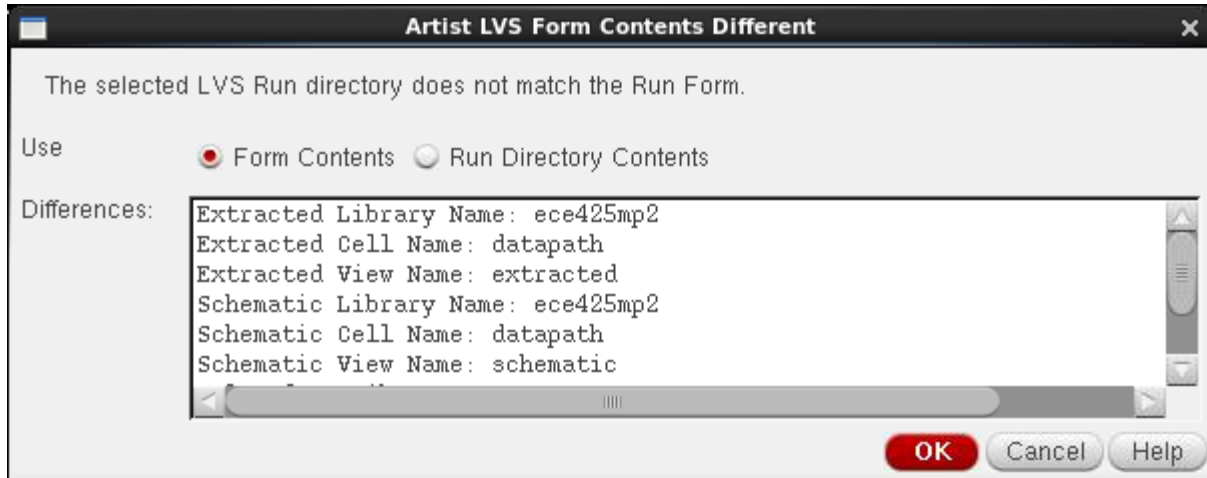 Artist LVS Form Contents Different
The selected LVS Run directory does not match the Run Form.
Use Form Contents Run Directory Contents
Differences: Extracted Library Name: ece425mp2
Extracted Cell Name: datapath
Extracted View Name: extracted
Schematic Library Name: ece425mp2
Schematic Cell Name: datapath
Schematic View Name: schematic
OK Cancel Help